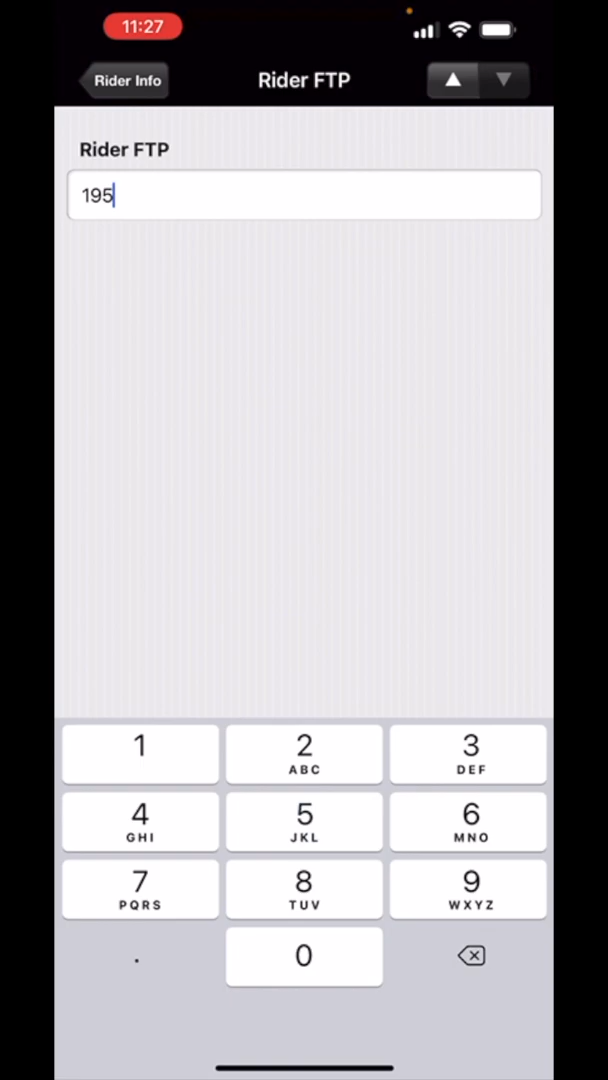 11:27
Rider Info
Rider FTP
Rider FTP
195
1
2
ABC
3
DEF
4
GHI
5
JKL
6
MNO
7
PQRS
8
TUV
9
WXYZ
.
0